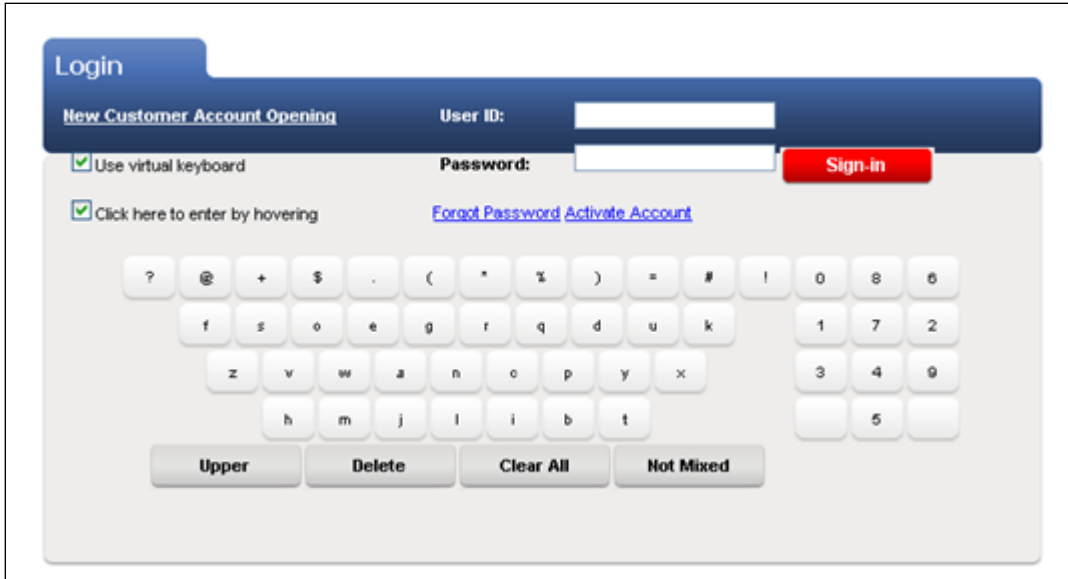 Login
New Customer Account Opening User ID:
Use virtual keyboard Password: Sign-in
Click here to enter by hovering Forgot Password Activate Account
? @ + $ . ( * % ) = # ! 0 8 6
f s o e g r q d u k 1 7 2
z v w a n c p y x 3 4 9
h m j l i b t 5
Upper Delete Clear All Not Mixed